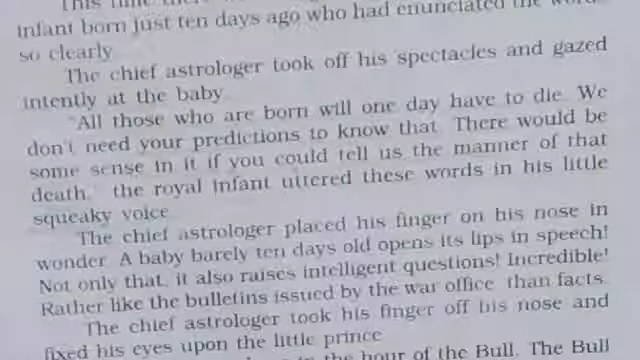 This time there
infant born just ten days ago who had enunciated the words
so clearly
The chief astrologer took off his spectacles and gazed
intently at the baby
"All those who are born will one day have to die. We
don't need your predictions to know that. There would be
some sense in it if you could tell us the manner of that
death," the royal infant uttered these words in his little
squeaky voice
The chief astrologer placed his finger on his nose in
wonder. A baby barely ten days old opens its lips in speech!
Not only that, it also raises intelligent questions! Incredible!
Rather like the bulletins issued by the war office, than facts.
The chief astrologer took his finger off his nose and
fixed his eyes upon the little prince
the hour of the Bull. The Bull